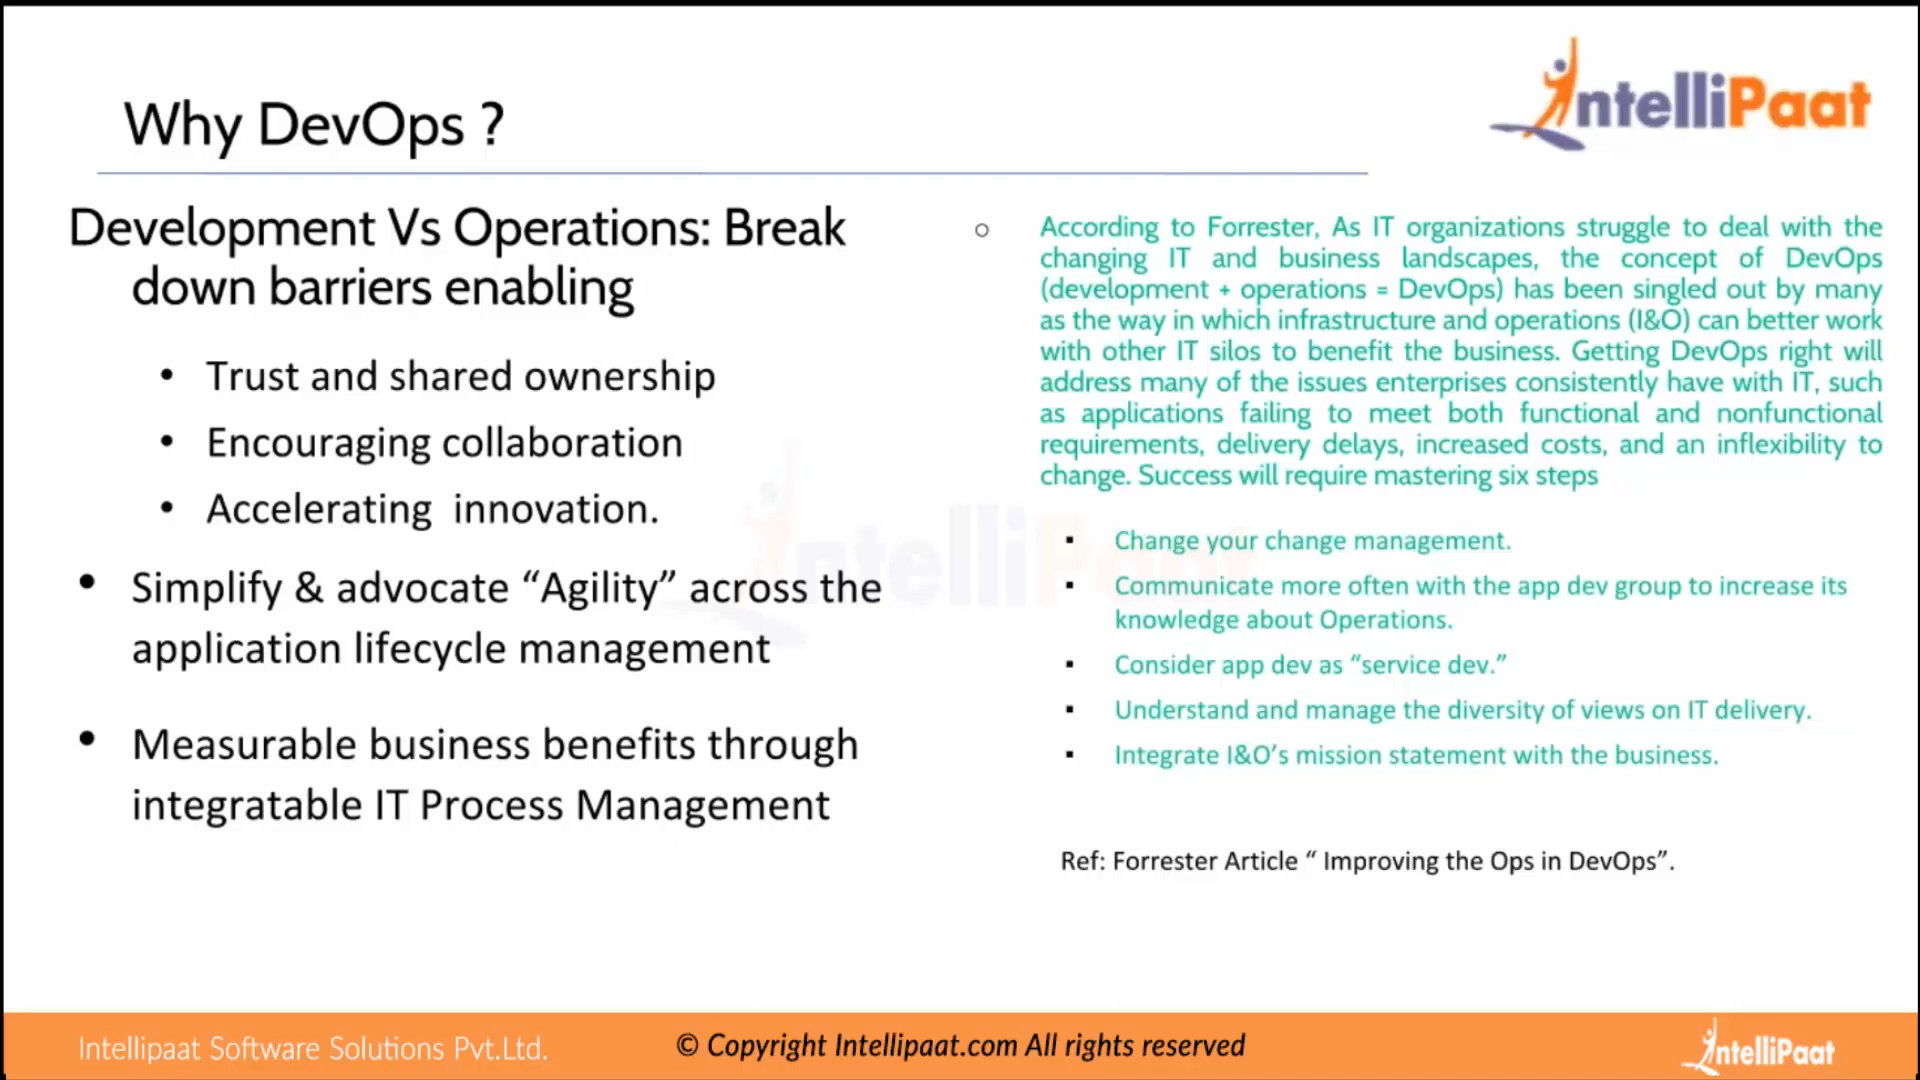 IntelliPaat
Why DevOps ?
Development Vs Operations: Break
down barriers enabling
• Trust and shared ownership
• Encouraging collaboration
• Accelerating innovation.
• Simplify & advocate “Agility” across the
application lifecycle management
• Measurable business benefits through
integratable IT Process Management
○ According to Forrester, As IT organizations struggle to deal with the
changing IT and business landscapes, the concept of DevOps
(development + operations = DevOps) has been singled out by many
as the way in which infrastructure and operations (I&O) can better work
with other IT silos to benefit the business. Getting DevOps right will
address many of the issues enterprises consistently have with IT, such
as applications failing to meet both functional and nonfunctional
requirements, delivery delays, increased costs, and an inflexibility to
change. Success will require mastering six steps
▪ Change your change management.
▪ Communicate more often with the app dev group to increase its
knowledge about Operations.
▪ Consider app dev as “service dev.”
▪ Understand and manage the diversity of views on IT delivery.
▪ Integrate I&O’s mission statement with the business.
Ref: Forrester Article “ Improving the Ops in DevOps”.
IntelliPaat
Intellipaat Software Solutions Pvt.Ltd.
© Copyright Intellipaat.com All rights reserved
IntelliPaat